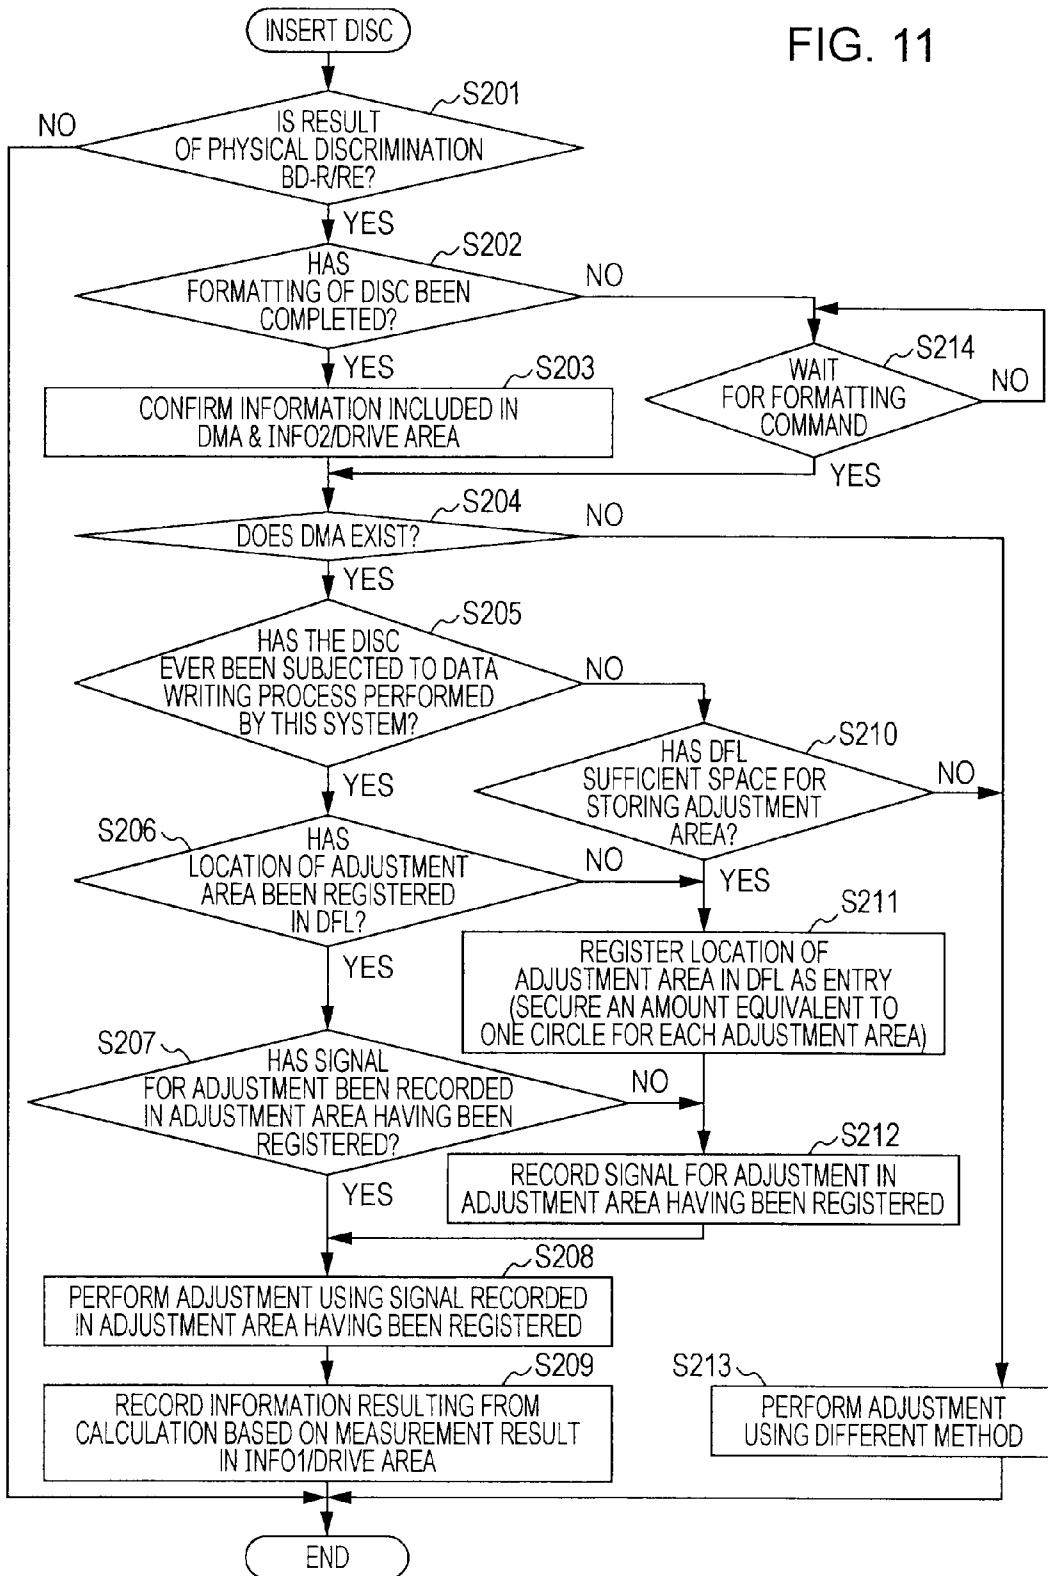 FIG. 11
INSERT DISC
S201
IS RESULT
OF PHYSICAL DISCRIMINATION
BD-R/RE?
NO
YES
S202
HAS
FORMATTING OF DISC BEEN
COMPLETED?
NO
YES
S214
WAIT
FOR FORMATTING
COMMAND
NO
YES
S203
CONFIRM INFORMATION INCLUDED IN
DMA & INFO2/DRIVE AREA
S204
DOES DMA EXIST?
NO
YES
S205
HAS THE DISC
EVER BEEN SUBJECTED TO DATA
WRITING PROCESS PERFORMED
BY THIS SYSTEM?
NO
YES
S210
HAS DFL
SUFFICIENT SPACE FOR
STORING ADJUSTMENT
AREA?
NO
YES
S206
HAS
LOCATION OF ADJUSTMENT
AREA BEEN REGISTERED
IN DFL?
NO
YES
S211
REGISTER LOCATION OF
ADJUSTMENT AREA IN DFL AS ENTRY
(SECURE AN AMOUNT EQUIVALENT TO
ONE CIRCLE FOR EACH ADJUSTMENT AREA)
S207
HAS SIGNAL
FOR ADJUSTMENT BEEN RECORDED
IN ADJUSTMENT AREA HAVING BEEN
REGISTERED?
NO
YES
S212
RECORD SIGNAL FOR ADJUSTMENT IN
ADJUSTMENT AREA HAVING BEEN REGISTERED
S208
PERFORM ADJUSTMENT USING SIGNAL RECORDED
IN ADJUSTMENT AREA HAVING BEEN REGISTERED
S209
RECORD INFORMATION RESULTING FROM
CALCULATION BASED ON MEASUREMENT RESULT
IN INFO1/DRIVE AREA
S213
PERFORM ADJUSTMENT
USING DIFFERENT METHOD
END